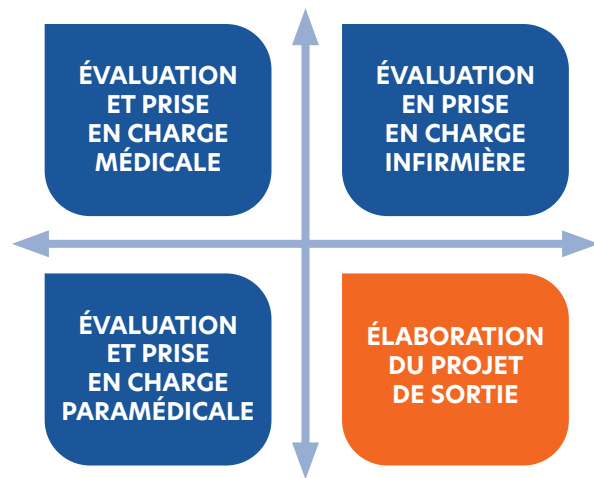 ÉVALUATION
ET PRISE
EN CHARGE
MÉDICALE
ÉVALUATION
EN PRISE
EN CHARGE
INFIRMIÈRE
ÉVALUATION
ET PRISE
EN CHARGE
PARAMÉDICALE
ÉLABORATION
DU PROJET
DE SORTIE